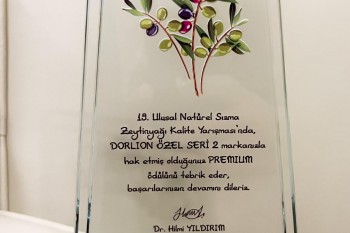 19. Ulusal Natürel Sızma
Zeytinyağı Kalite Yarışması'nda,
DORLION ÖZEL SERİ 2 markanızla
hak etmiş olduğunuz PREMIUM
ödülünü tebrik eder,
başarılarınızın devamını dileriz.
Dr. Hilmi YILDIRIM